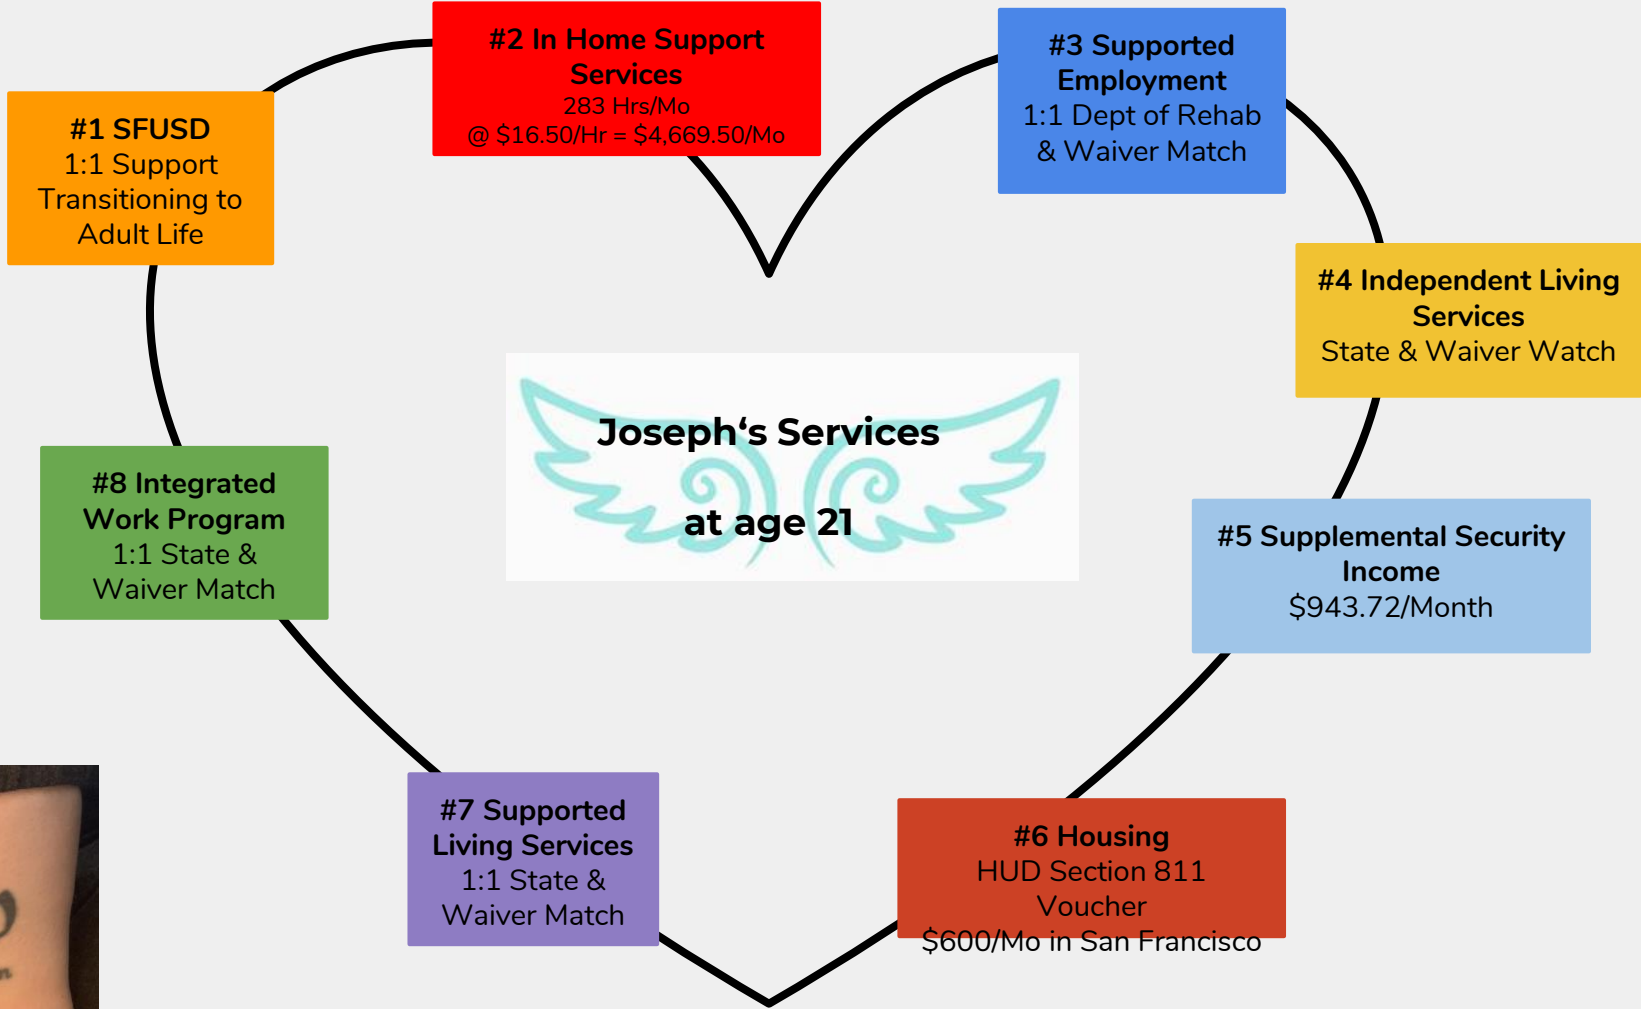 #1 SFUSD
1:1 Support
Transitioning to
Adult Life
#2 In Home Support
Services
283 Hrs/Mo
@ $16.50/Hr = $4,669.50/Mo
#3 Supported
Employment
1:1 Dept of Rehab
& Waiver Match
#4 Independent Living
Services
State & Waiver Watch
#5 Supplemental Security
Income
$943.72/Month
#6 Housing
HUD Section 811
Voucher
$600/Mo in San Francisco
#7 Supported
Living Services
1:1 State &
Waiver Match
#8 Integrated
Work Program
1:1 State &
Waiver Match
Joseph‘s Services
at age 21